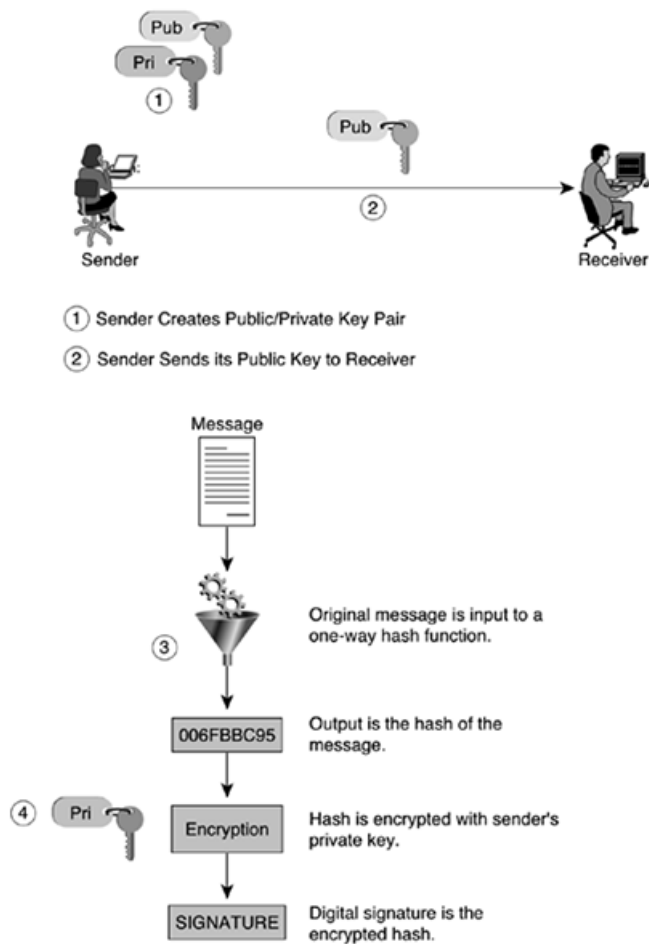 Pub
Pri
1
Pub
2
Sender
Receiver
1 Sender Creates Public/Private Key Pair
2 Sender Sends its Public Key to Receiver
Message
Original message is input to a
one-way hash function.
3
006FBBC95
Output is the hash of the
message.
4
Pri
Encryption
Hash is encrypted with sender's
private key.
SIGNATURE
Digital signature is the
encrypted hash.